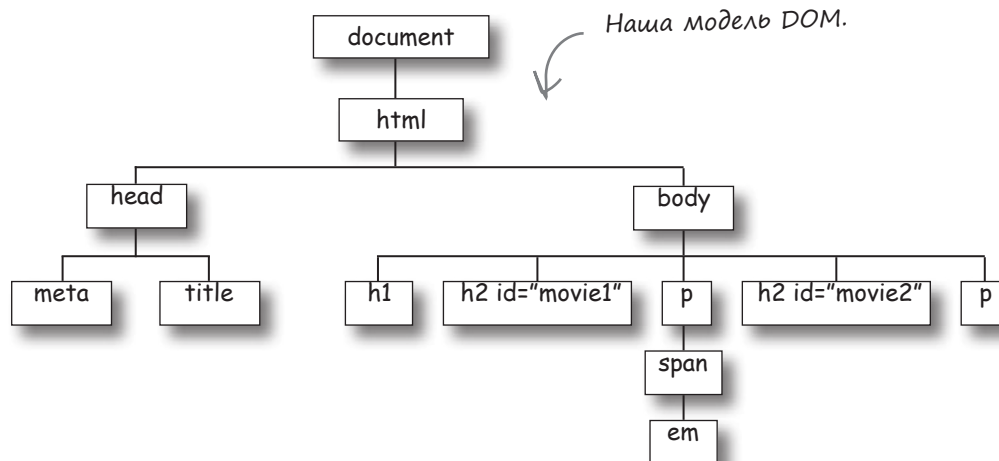 Наша модель DOM.
document
html
head
body
meta
title
h1
h2 id="movie1"
p
h2 id="movie2"
p
span
em